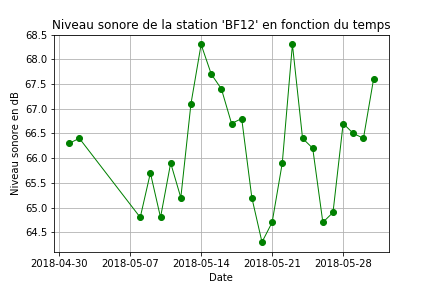 Niveau sonore de la station 'BF12' en fonction du temps
68.5
68.0
67.5
67.0
66.5
66.0
65.5
65.0
64.5
Niveau sonore en dB
2018-04-30 2018-05-07 2018-05-14 2018-05-21 2018-05-28
Date